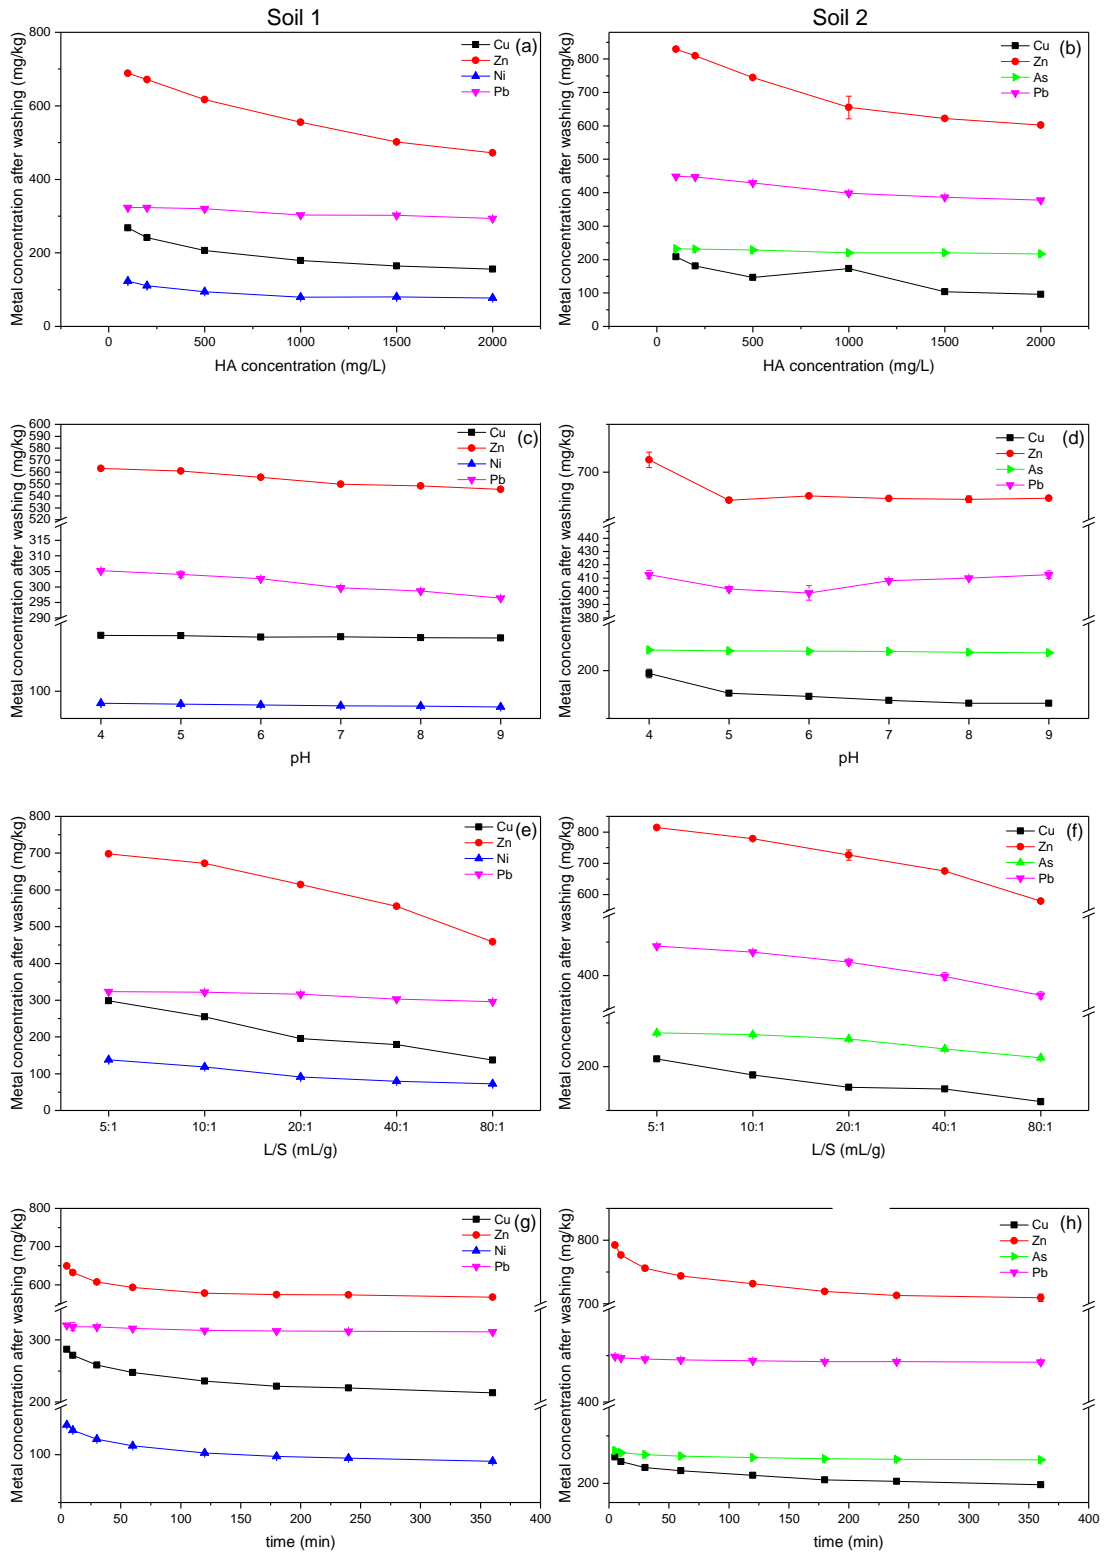 Soil 1
Soil 2
(a)
Cu
Zn
Ni
Pb
800
600
400
200
0
0
500
1000
1500
2000
HA concentration (mg/L)
Metal concentration after washing (mg/kg)
(b)
Cu
Zn
As
Pb
800
700
600
500
400
300
200
100
0
0
500
1000
1500
2000
HA concentration (mg/L)
Metal concentration after washing (mg/kg)
(c)
Cu
Zn
Ni
Pb
600
590
580
570
560
550
540
530
520
315
310
305
300
295
290
100
4
5
6
7
8
9
pH
Metal concentration after washing (mg/kg)
(d)
Cu
Zn
As
Pb
700
440
430
420
410
400
390
380
200
4
5
6
7
8
9
pH
Metal concentration after washing (mg/kg)
(e)
Cu
Zn
Ni
Pb
800
700
600
500
400
300
200
100
0
5:1
10:1
20:1
40:1
80:1
L/S (mL/g)
Metal concentration after washing (mg/kg)
(f)
Cu
Zn
As
Pb
800
700
600
400
200
5:1
10:1
20:1
40:1
80:1
L/S (mL/g)
Metal concentration after washing (mg/kg)
(g)
Cu
Zn
Ni
Pb
800
700
600
300
200
100
0
50
100
150
200
250
300
350
400
time (min)
Metal concentration after washing (mg/kg)
(h)
Cu
Zn
As
Pb
800
700
400
200
0
50
100
150
200
250
300
350
400
time (min)
Metal concentration after washing (mg/kg)